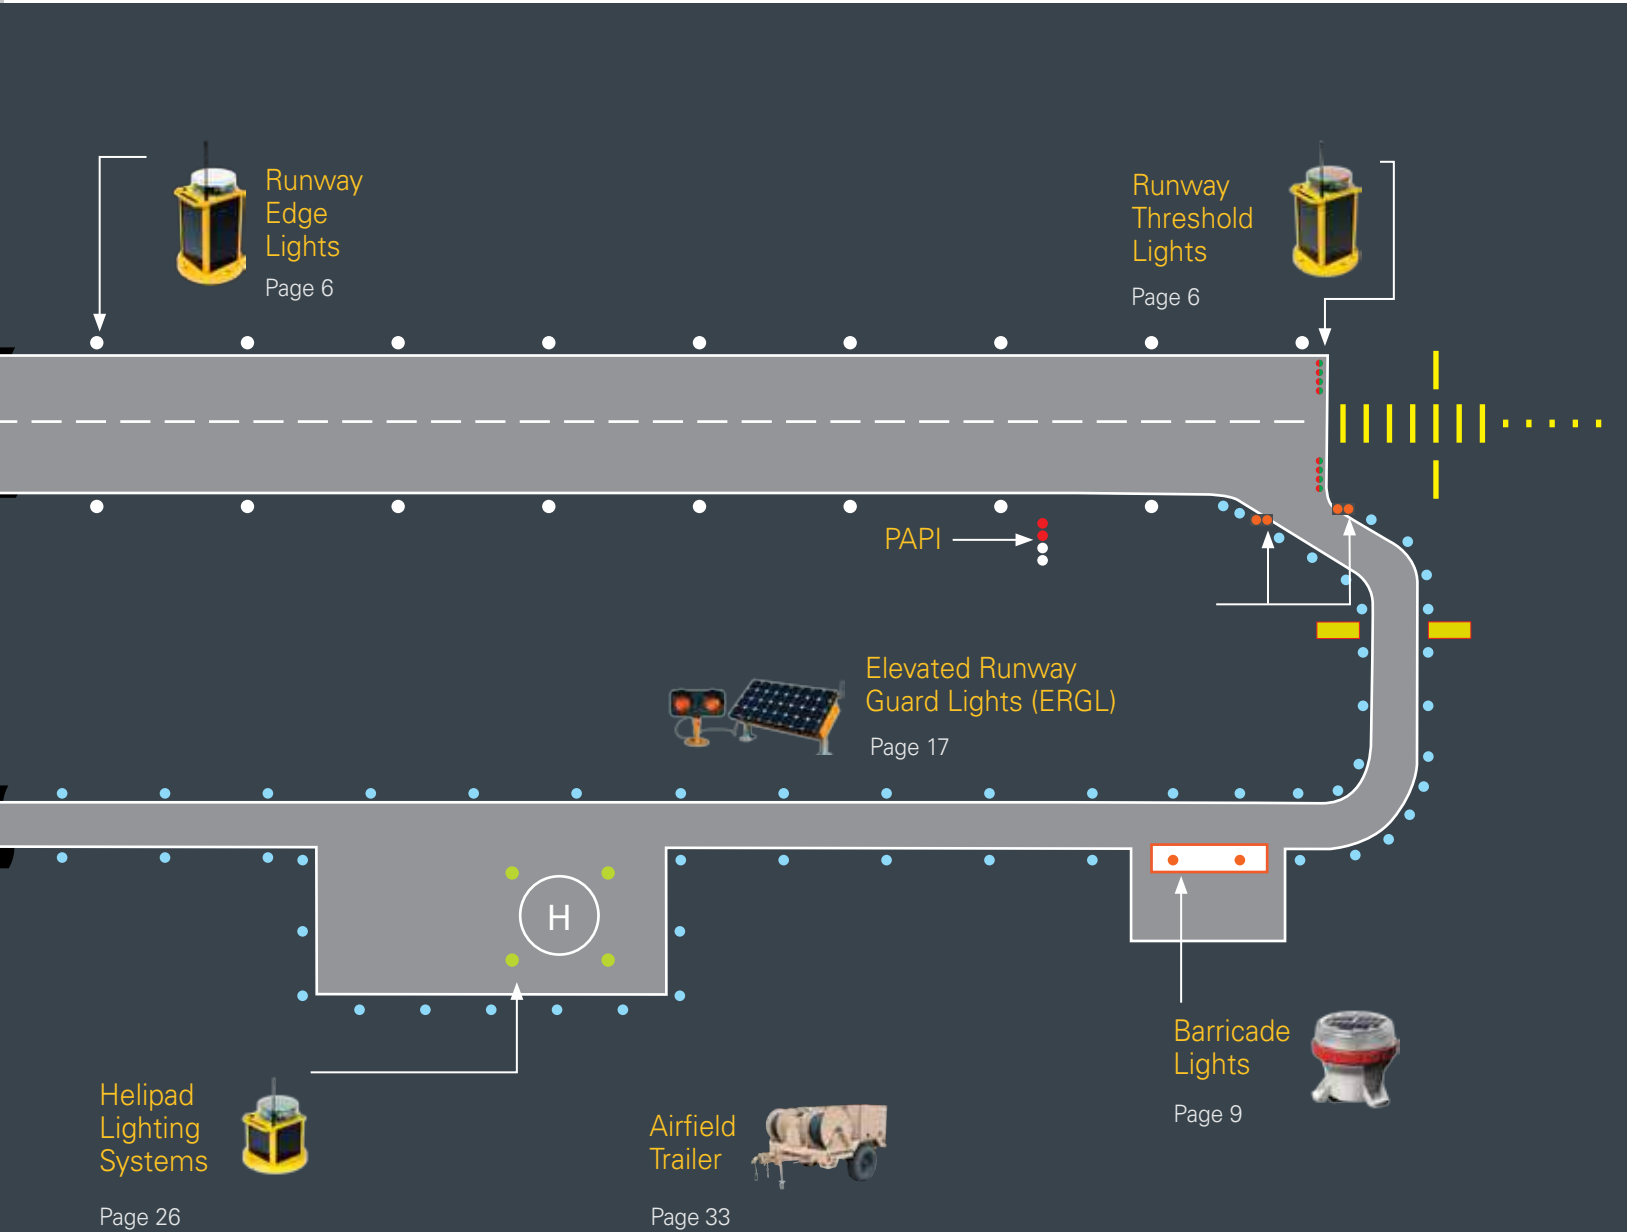 Runway
Edge
Lights
Page 6
Runway
Threshold
Lights
Page 6
PAPI
Elevated Runway
Guard Lights (ERGL)
Page 17
H
Barricade
Lights
Page 9
Helipad
Lighting
Systems
Page 26
Airfield
Trailer
Page 33